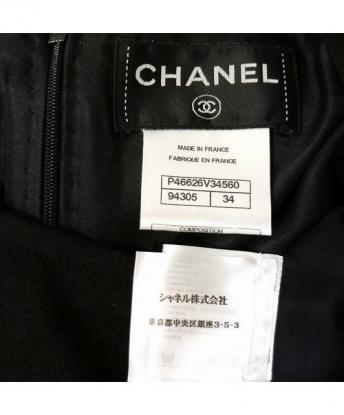 CHANEL
MADE IN FRANCE
FABRIQUE EN FRANCE
P46626V34560
94305 34
COMPOSITION
シャネル株式会社
東京都中央区銀座3-5-3